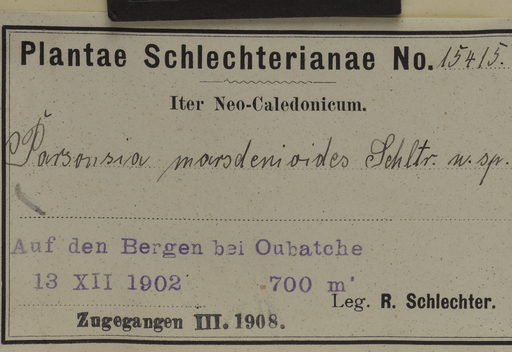 Plantae Schlechterianae No. 15415.
Iter Neo-Caledonicum.
Parsonsia marsdenioides Schltr. n. sp.
Auf den Bergen bei Oubatche
13 XII 1902 700 m
Leg. R. Schlechter.
Zugegangen III. 1908.